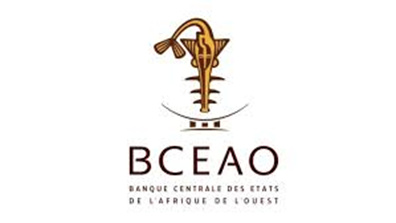 BCEAO
BANQUE CENTRALE DES ETATS
DE L'AFRIQUE DE L'OUEST